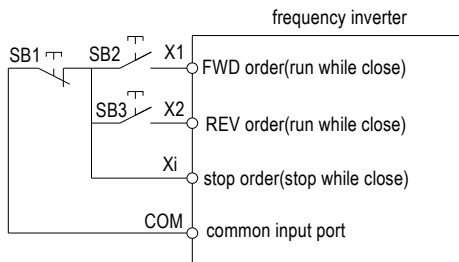 frequency inverter
SB1 SB2 X1
FWD order(run while close)
SB3 X2
REV order(run while close)
Xi
stop order(stop while close)
COM
common input port